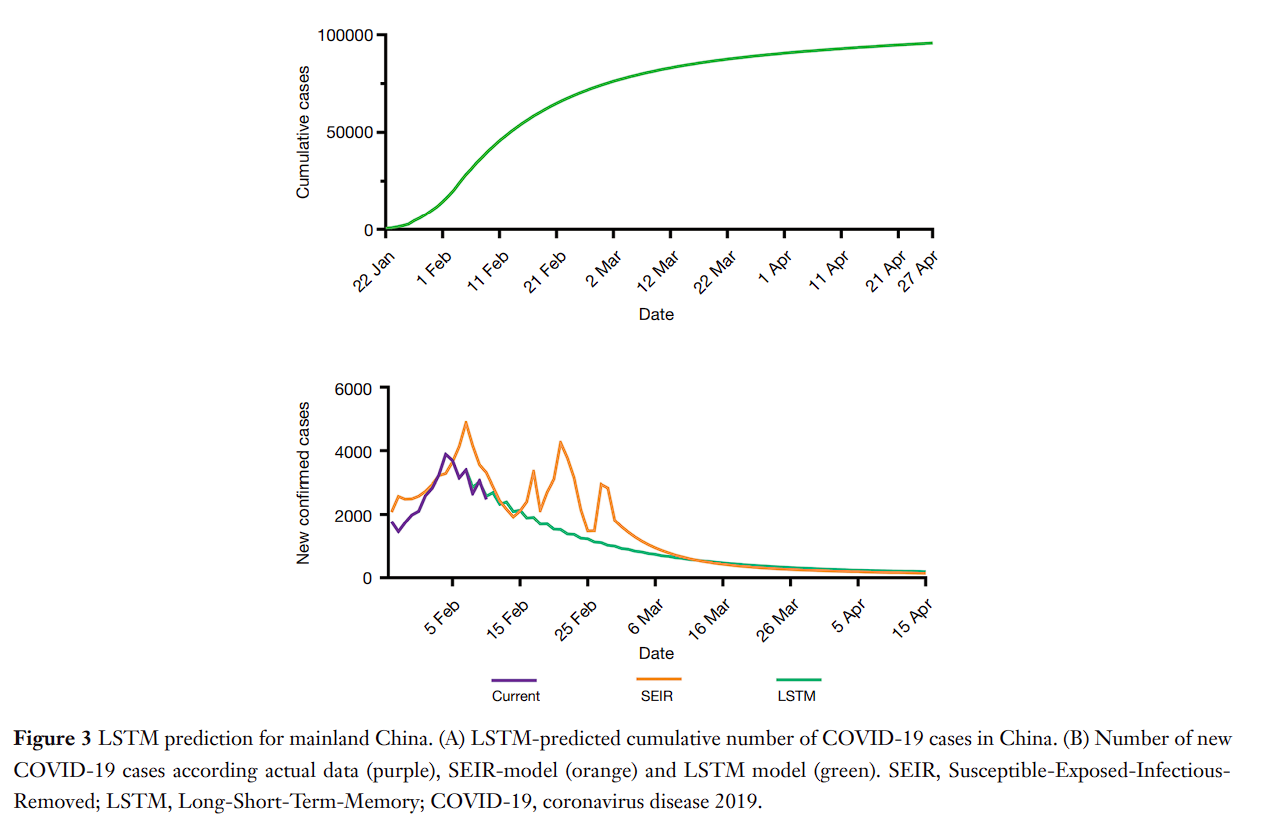 100000
50000
0
Cumulative cases
22 Jan
1 Feb
11 Feb
21 Feb
2 Mar
12 Mar
22 Mar
1 Apr
11 Apr
21 Apr
27 Apr
Date
6000
4000
2000
0
New confirmed cases
5 Feb
15 Feb
25 Feb
6 Mar
16 Mar
26 Mar
5 Apr
15 Apr
Date
Current
SEIR
LSTM
Figure 3 LSTM prediction for mainland China. (A) LSTM-predicted cumulative number of COVID-19 cases in China. (B) Number of new
COVID-19 cases according actual data (purple), SEIR-model (orange) and LSTM model (green). SEIR, Susceptible-Exposed-Infectious-
Removed; LSTM, Long-Short-Term-Memory; COVID-19, coronavirus disease 2019.